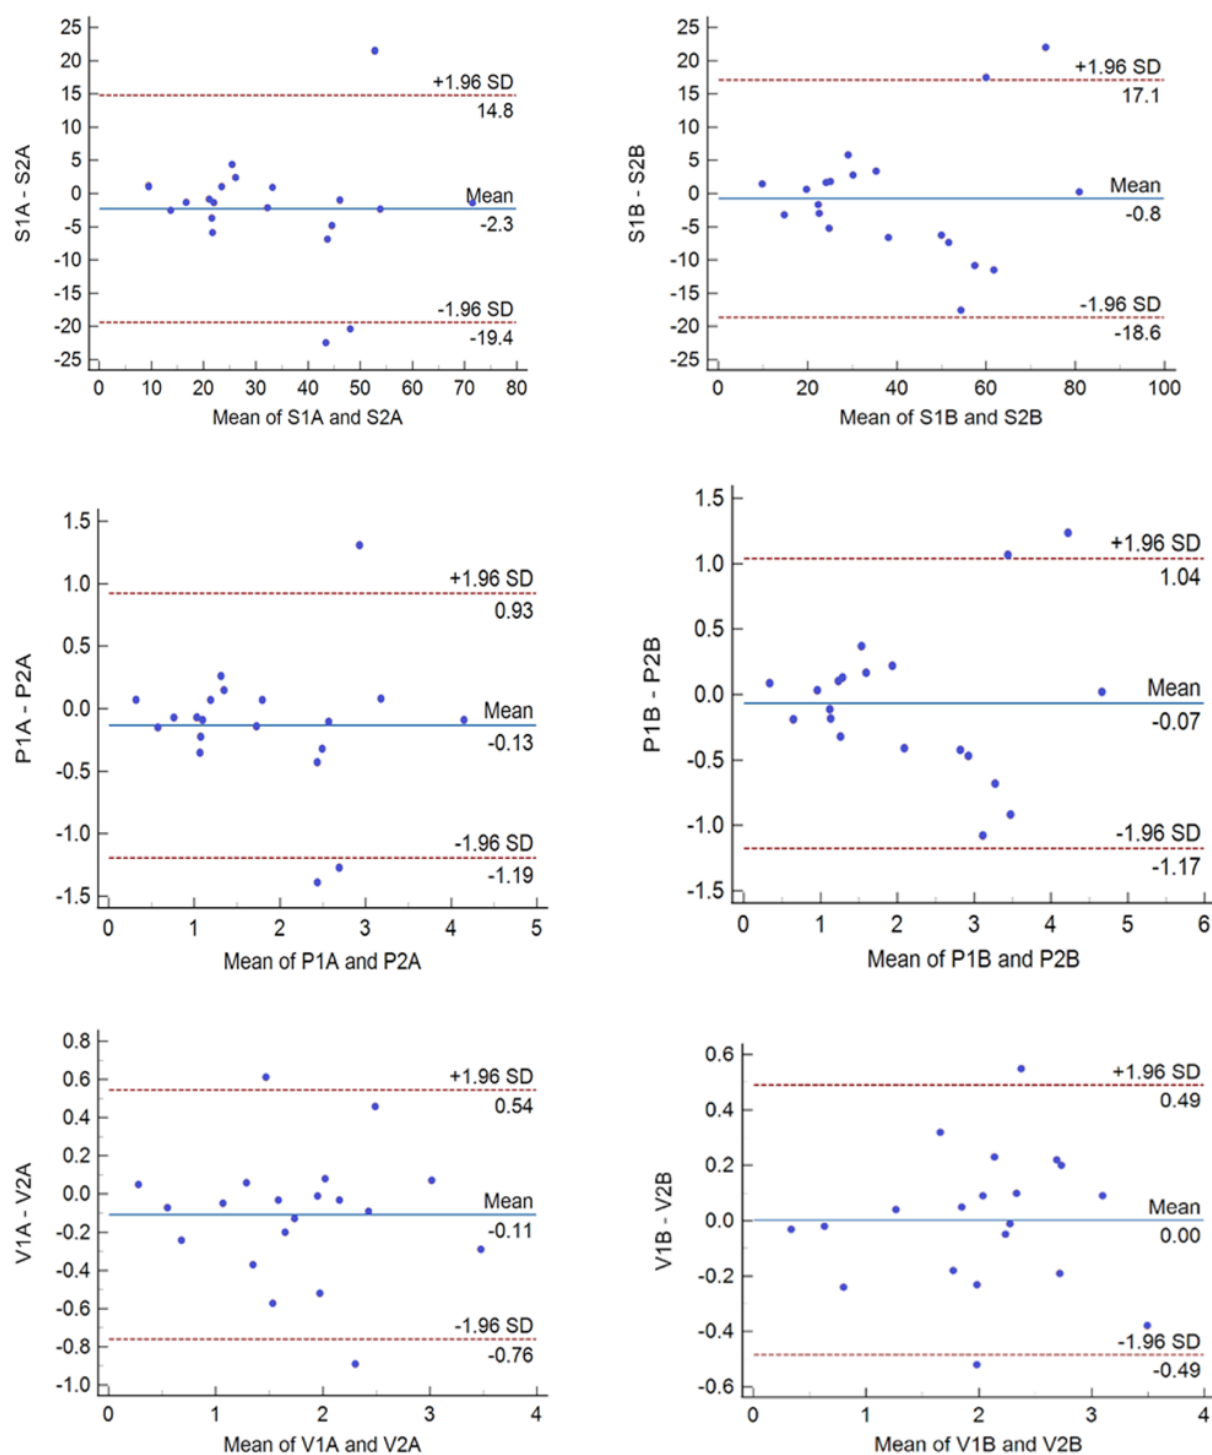 25
20
15
10
5
0
-5
-10
-15
-20
-25
S1A - S2A
+1.96 SD
14.8
Mean
-2.3
-1.96 SD
-19.4
0 10 20 30 40 50 60 70 80
Mean of S1A and S2A
25
20
15
10
5
0
-5
-10
-15
-20
-25
S1B - S2B
+1.96 SD
17.1
Mean
-0.8
-1.96 SD
-18.6
0 20 40 60 80 100
Mean of S1B and S2B
1.5
1.0
0.5
0.0
-0.5
-1.0
-1.5
P1A - P2A
+1.96 SD
0.93
Mean
-0.13
-1.96 SD
-1.19
0 1 2 3 4 5
Mean of P1A and P2A
1.5
1.0
0.5
0.0
-0.5
-1.0
-1.5
P1B - P2B
+1.96 SD
1.04
Mean
-0.07
-1.96 SD
-1.17
0 1 2 3 4 5 6
Mean of P1B and P2B
0.8
0.6
0.4
0.2
0.0
-0.2
-0.4
-0.6
-0.8
-1.0
V1A - V2A
+1.96 SD
0.54
Mean
-0.11
-1.96 SD
-0.76
0 1 2 3 4
Mean of V1A and V2A
0.6
0.4
0.2
0.0
-0.2
-0.4
-0.6
V1B - V2B
+1.96 SD
0.49
Mean
0.00
-1.96 SD
-0.49
0 1 2 3 4
Mean of V1B and V2B